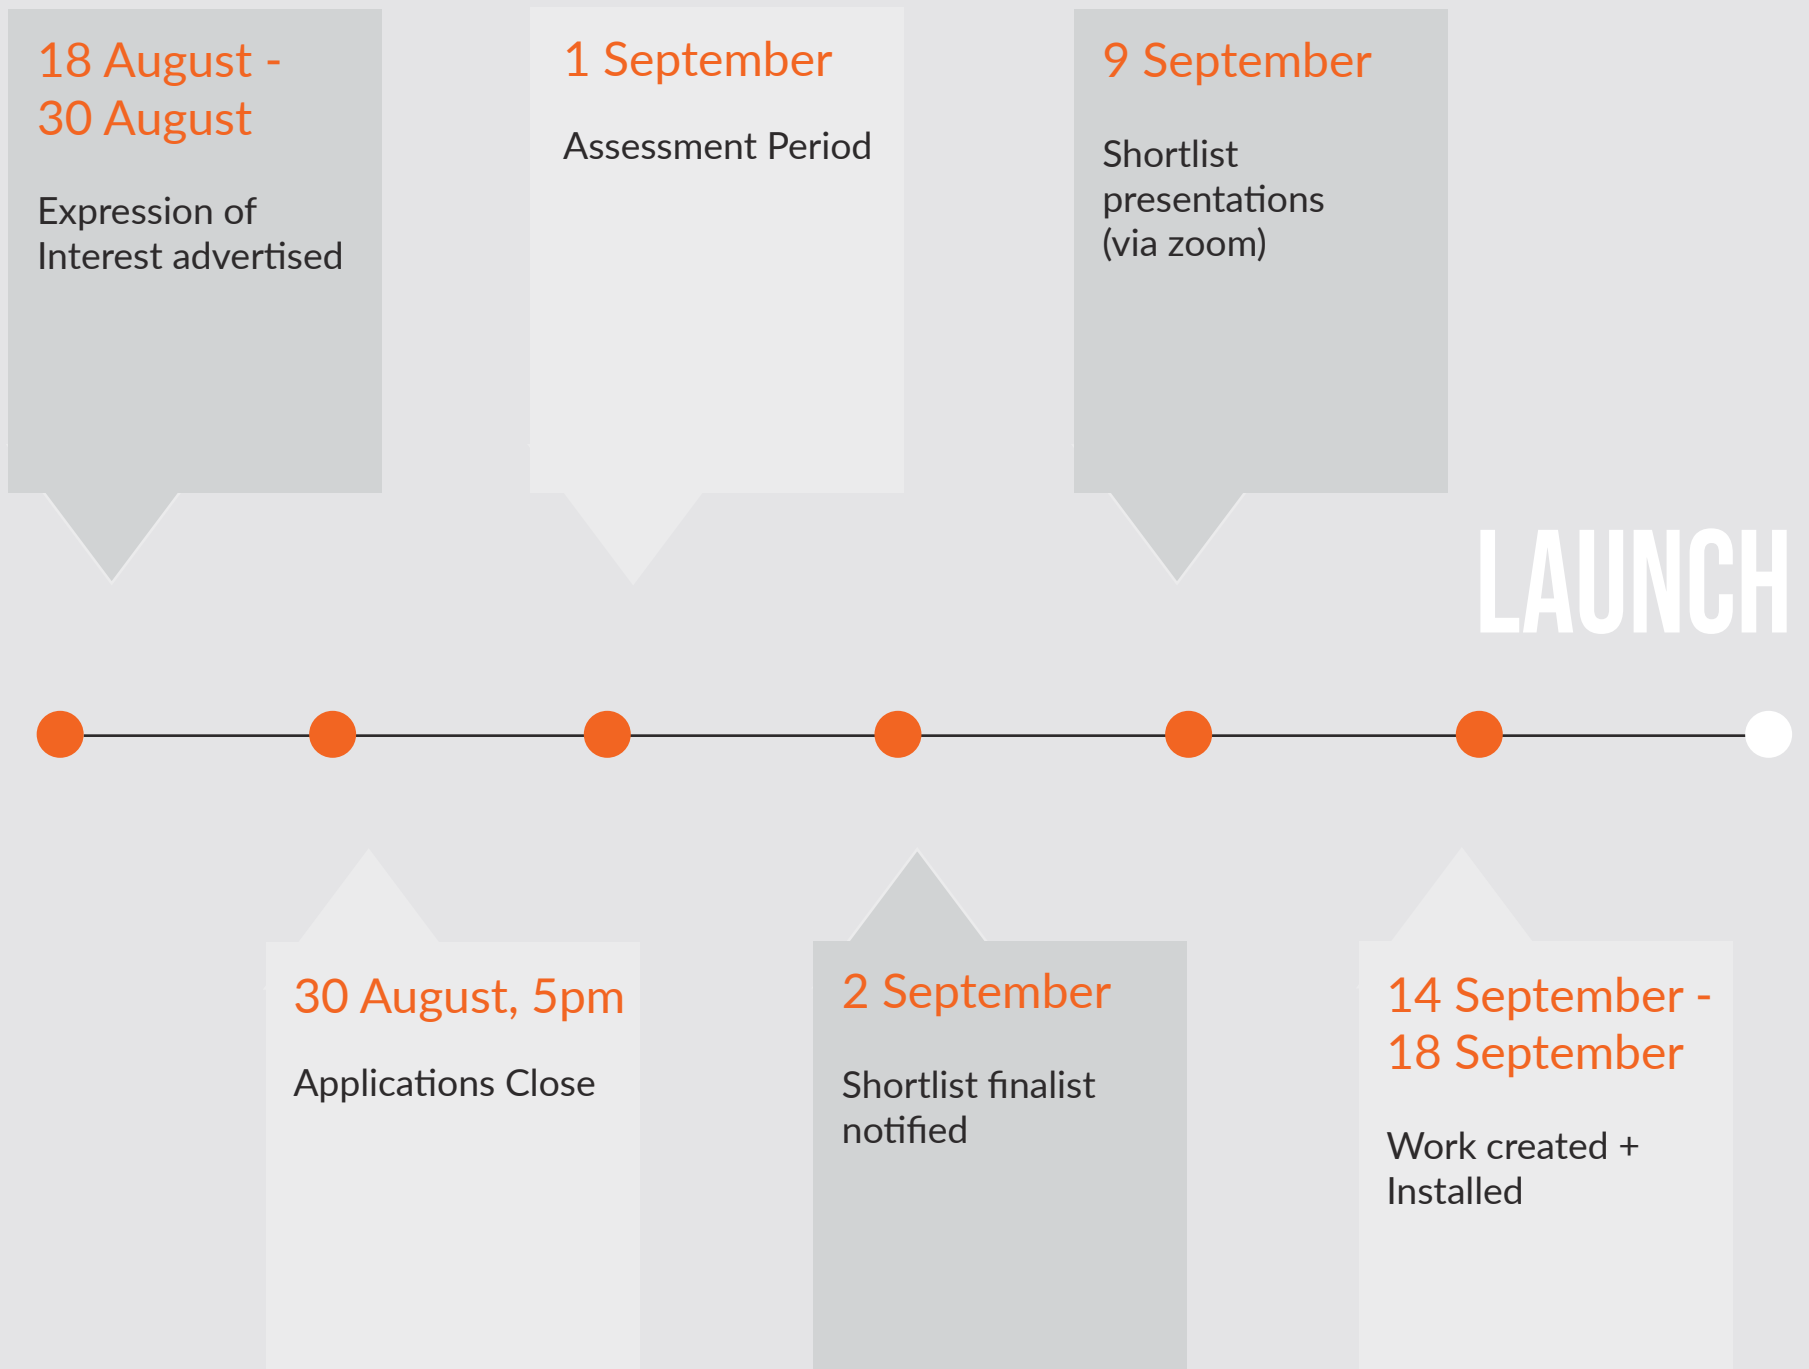 18 August -
30 August
Expression of
Interest advertised
1 September
Assessment Period
9 September
Shortlist
presentations
(via zoom)
LAUNCH
30 August, 5pm
Applications Close
2 September
Shortlist finalist
notified
14 September -
18 September
Work created +
Installed